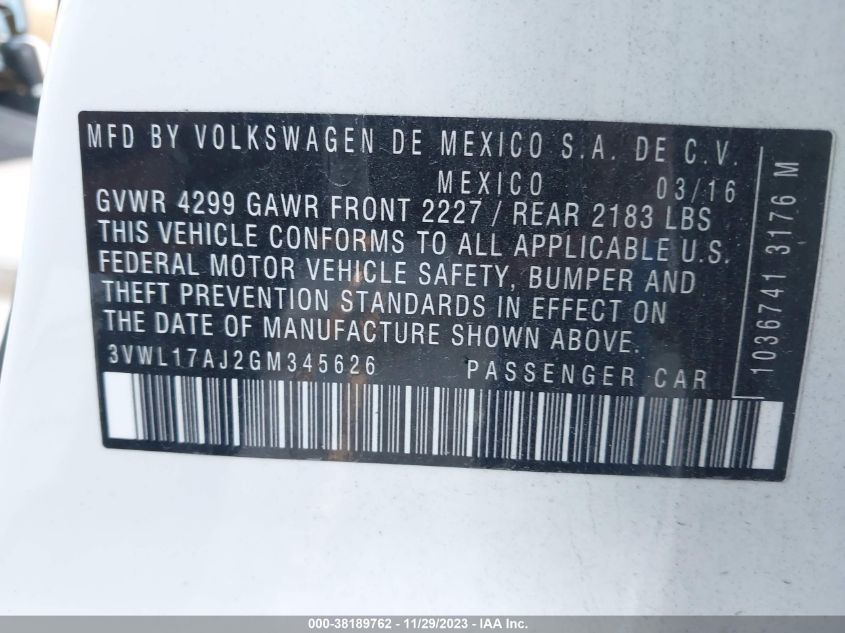 MFD BY VOLKSWAGEN DE MEXICO S.A. DE C.V.
MEXICO 03/16
GVWR 4299 GAWR FRONT 2227 / REAR 2183 LBS
THIS VEHICLE CONFORMS TO ALL APPLICABLE U.S.
FEDERAL MOTOR VEHICLE SAFETY, BUMPER AND
THEFT PREVENTION STANDARDS IN EFFECT ON
THE DATE OF MANUFACTURE SHOWN ABOVE.
3VWL17AJ2GM345626 PASSENGER CAR
1036741 3176 M
000-38189762 - 11/29/2023 - IAA Inc.